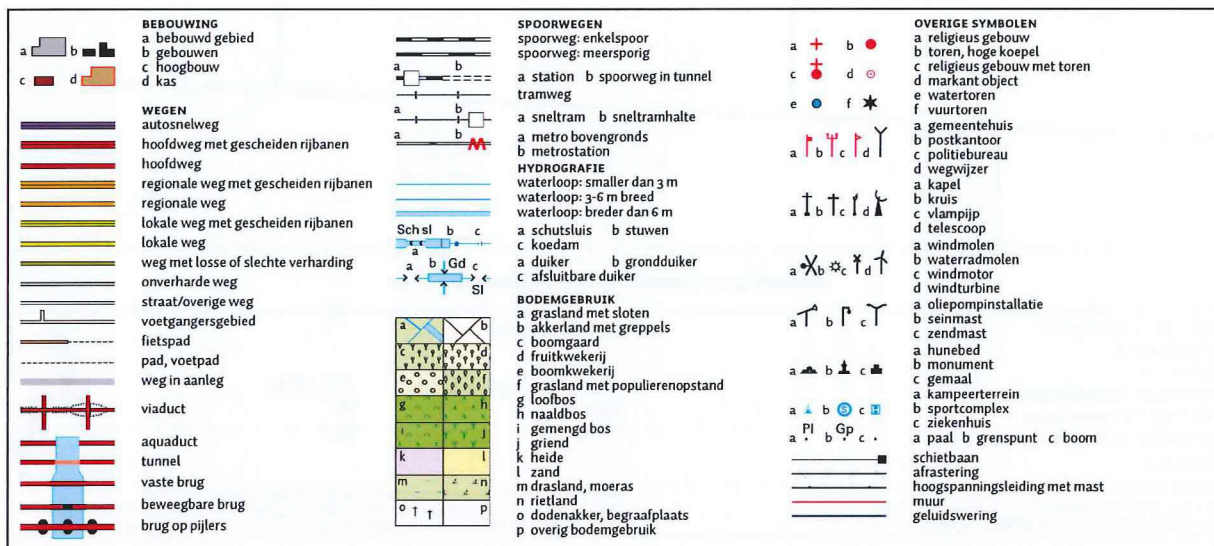 BEBOUWING
a b
a bebouwd gebied
b gebouwen
c d
c hoogbouw
d kas
WEGEN
autosnelweg
hoofdweg met gescheiden rijbanen
hoofdweg
regionale weg met gescheiden rijbanen
regionale weg
lokale weg met gescheiden rijbanen
lokale weg
weg met losse of slechte verharding
onverharde weg
straat/overige weg
voetgangersgebied
fietspad
pad, voetpad
weg in aanleg
viaduct
aquaduct
tunnel
vaste brug
beweegbare brug
brug op pijlers
SPOORWEGEN
spoorweg: enkelspoor
spoorweg: meersporig
a b
a station b spoorweg in tunnel
tramweg
a b
a sneltram b sneltramhalte
a b
a metro bovengronds
b metrostation
HYDROGRAFIE
waterloop: smaller dan 3 m
waterloop: 3-6 m breed
waterloop: breder dan 6 m
Sch sl b c
a
a schutsluis b stuwen
c koedam
a b Gd c
Sl
a duiker b grondduiker
c afsluitbare duiker
BODEMGEBRUIK
a b
c d
e f
g h
i j
k l
m n
o p
a grasland met sloten
b akkerland met greppels
c boomgaard
d fruitkwekerij
e boomkwekerij
f grasland met populierenopstand
g loofbos
h naaldbos
i gemengd bos
j griend
k heide
l zand
m drasland, moeras
n rietland
o dodenakker, begraafplaats
p overig bodemgebruik
OVERIGE SYMBOLEN
a b
c d
e f
a religieus gebouw
b toren, hoge koepel
c religieus gebouw met toren
d markant object
e watertoren
f vuurtoren
a b c d
a gemeentehuis
b postkantoor
c politiebureau
d wegwijzer
a b c d
a kapel
b kruis
c vlampijp
d telescoop
a b c d
a windmolen
b waterradmolen
c windmotor
d windturbine
a b c
a oliepompinstallatie
b seinmast
c zendmast
a b c
a hunebed
b monument
c gemaal
a b S c H
a kampeerterrein
b sportcomplex
c ziekenhuis
Pl Gp
a b c
a paal b grenspunt c boom
schietbaan
afrastering
hoogspanningsleiding met mast
muur
geluidswering